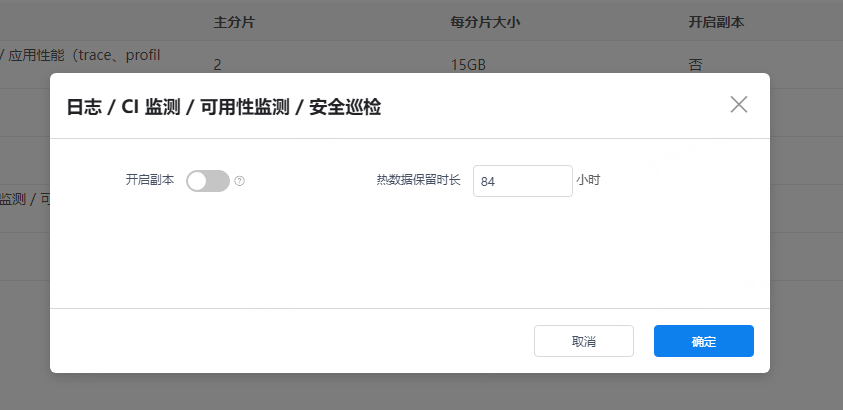 主分片 每分片大小 开启副本
/ 应用性能（trace、profil
2 15GB 否
日志 / CI 监测 / 可用性监测 / 安全巡检
开启副本 热数据保留时长 84 小时
监测 / 可
取消 确定